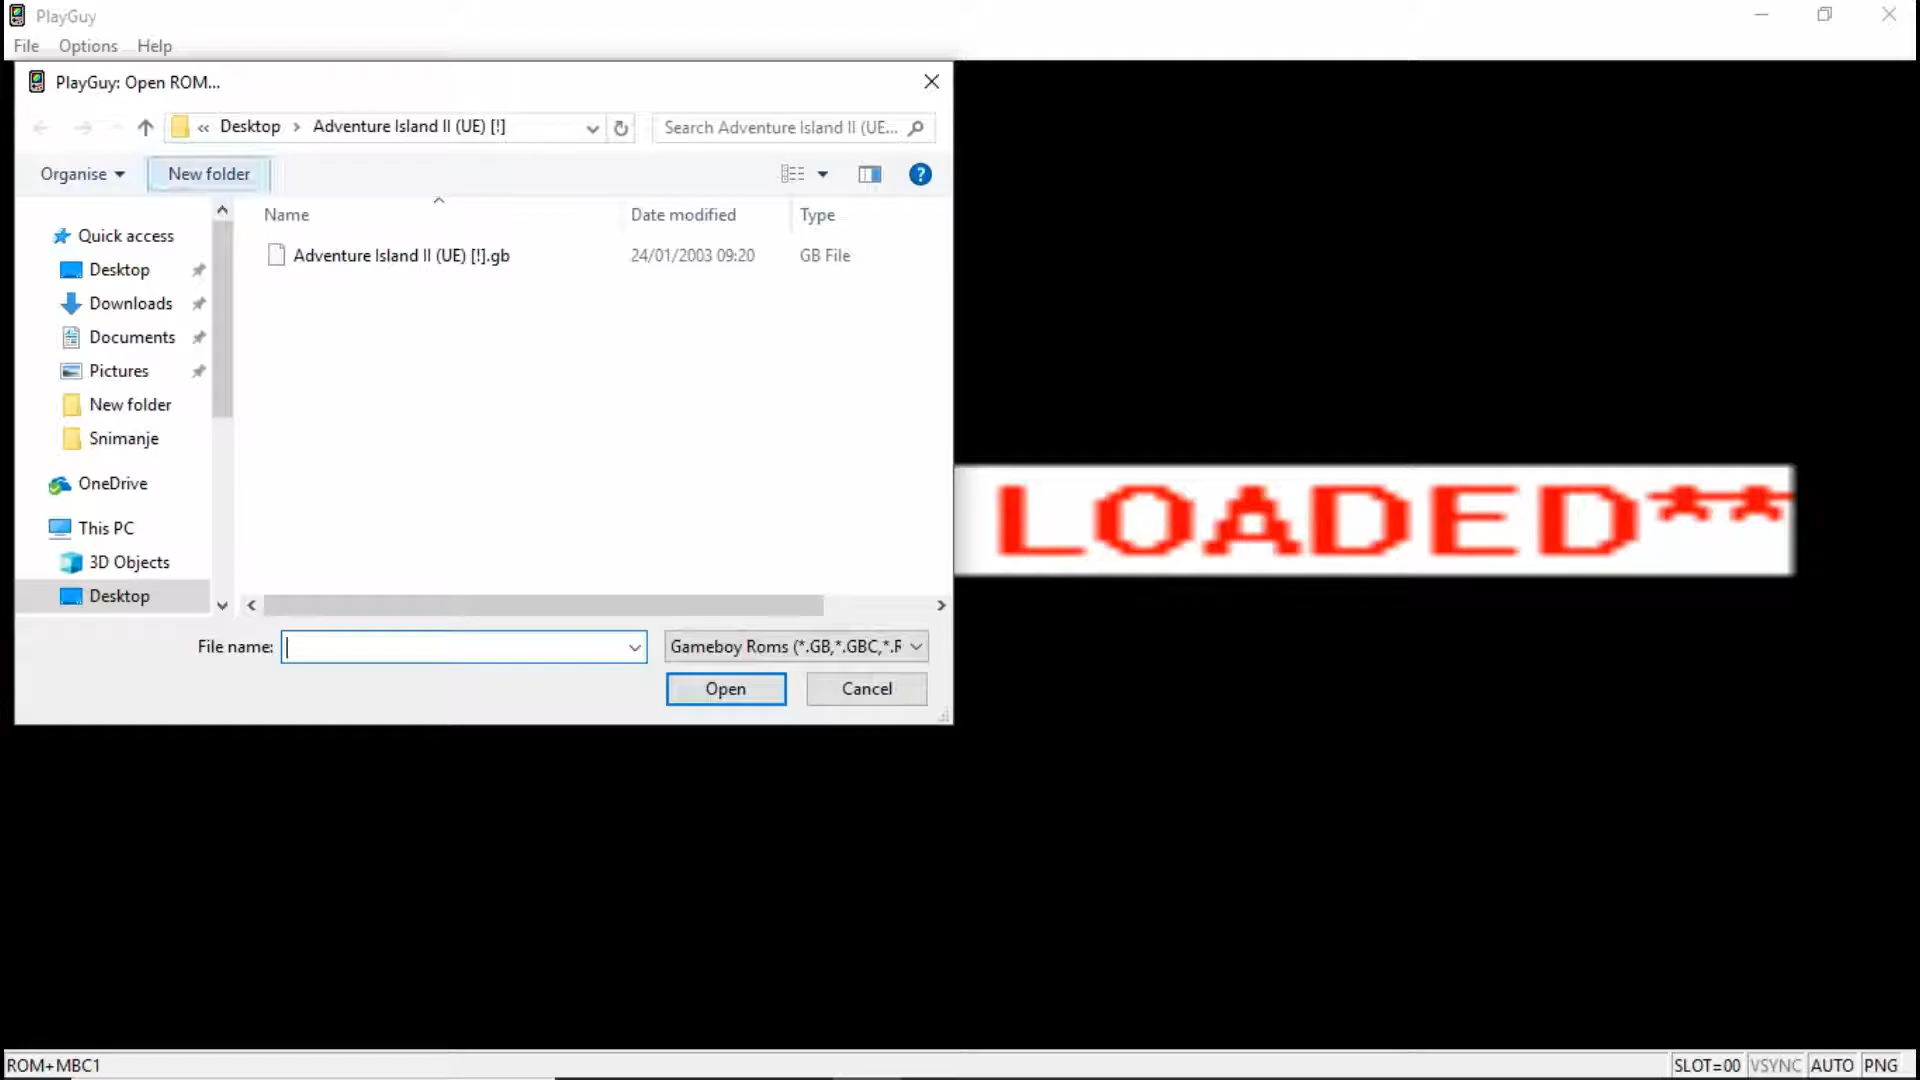 PlayGuy
File Options Help
PlayGuy: Open ROM...
« Desktop > Adventure Island II (UE) [!]
Search Adventure Island II (UE...
Organise New folder
?
Name Date modified Type
Adventure Island II (UE) [!].gb 24/01/2003 09:20 GB File
Quick access
Desktop
Downloads
Documents
Pictures
New folder
Snimanje
OneDrive
This PC
3D Objects
Desktop
LOADED**
File name: Gameboy Roms (*.GB,*.GBC,*.R
Open Cancel
ROM+MBC1 SLOT=00 VSYNC AUTO PNG